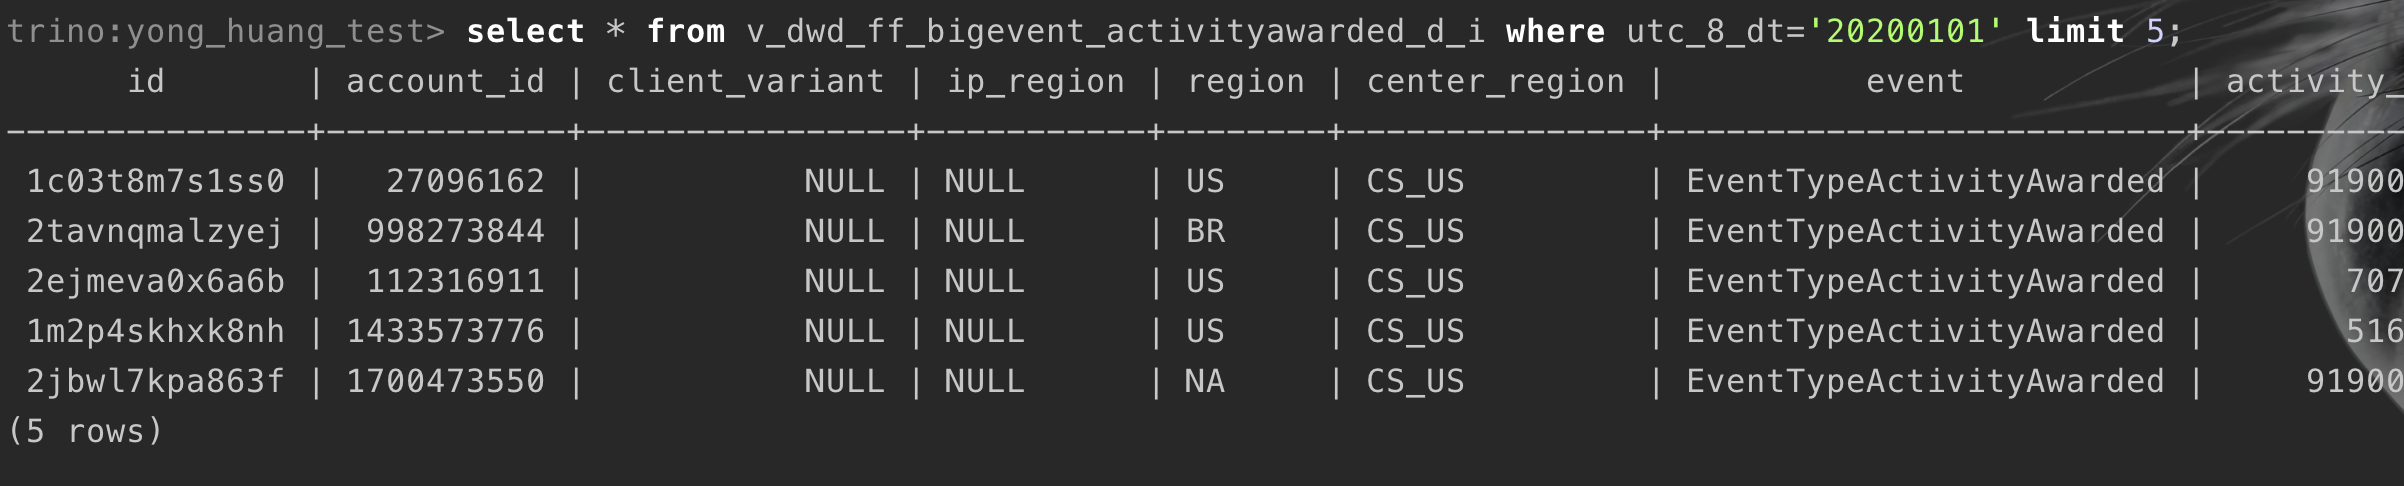 trino:yong_huang_test> select * from v_dwd_ff_bigevent_activityawarded_d_i where utc_8_dt='20200101' limit 5;
      id       | account_id | client_variant | ip_region | region | center_region |          event           | activity_
---------------+------------+----------------+-----------+--------+---------------+--------------------------+----------
 1c03t8m7s1ss0 |   27096162 |           NULL | NULL      | US     | CS_US         | EventTypeActivityAwarded |     91900
 2tavnqmalzyej |  998273844 |           NULL | NULL      | BR     | CS_US         | EventTypeActivityAwarded |     91900
 2ejmeva0x6a6b |  112316911 |           NULL | NULL      | US     | CS_US         | EventTypeActivityAwarded |       707
 1m2p4skhxk8nh | 1433573776 |           NULL | NULL      | US     | CS_US         | EventTypeActivityAwarded |       516
 2jbwl7kpa863f | 1700473550 |           NULL | NULL      | NA     | CS_US         | EventTypeActivityAwarded |     91900
(5 rows)